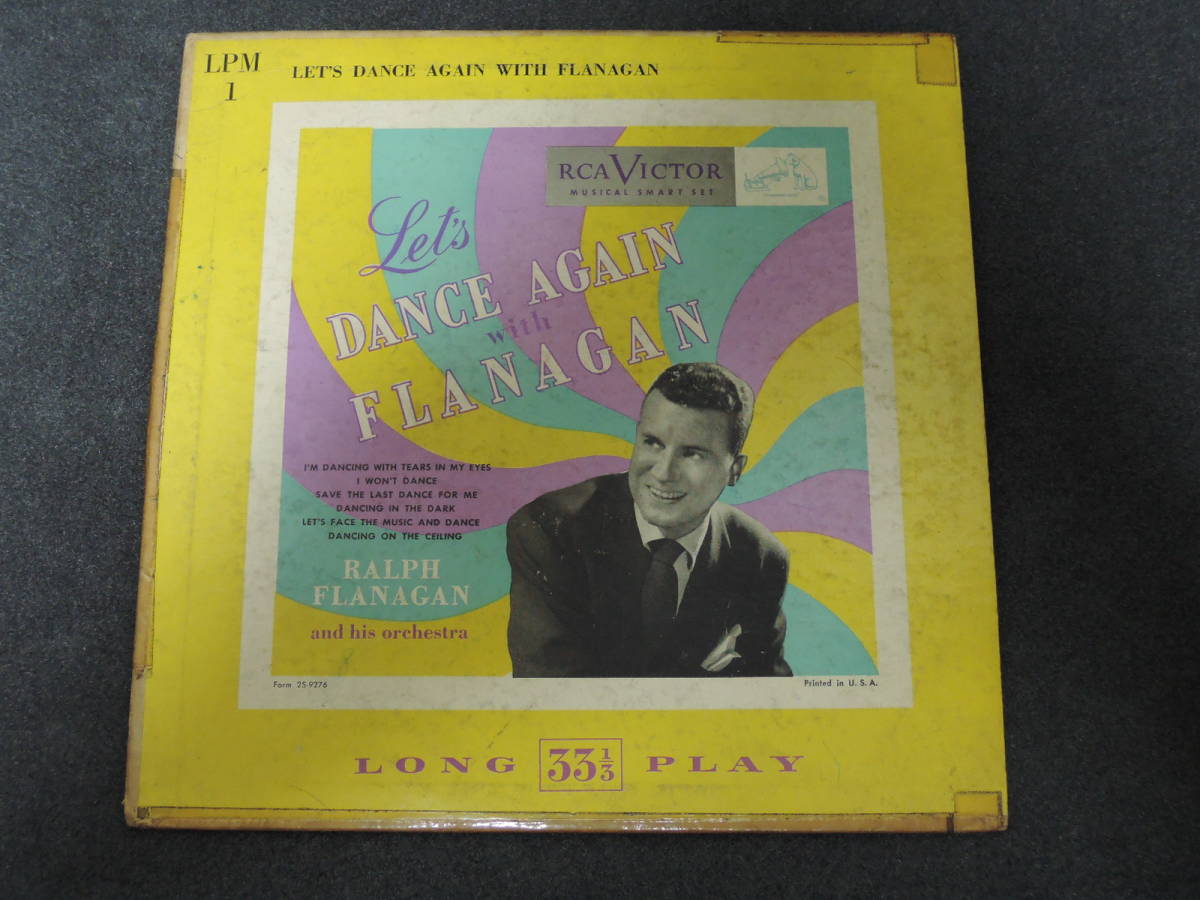 LPM
1
LET'S DANCE AGAIN WITH FLANAGAN
RCA VICTOR
MUSICAL SMART SET
Let's
DANCE AGAIN
with
FLANAGAN
I'M DANCING WITH TEARS IN MY EYES
I WON'T DANCE
SAVE THE LAST DANCE FOR ME
DANCING IN THE DARK
LET'S FACE THE MUSIC AND DANCE
DANCING ON THE CEILING
RALPH
FLANAGAN
and his orchestra
Form 2S-9276
Printed in U. S. A.
LONG 33 1/3 PLAY